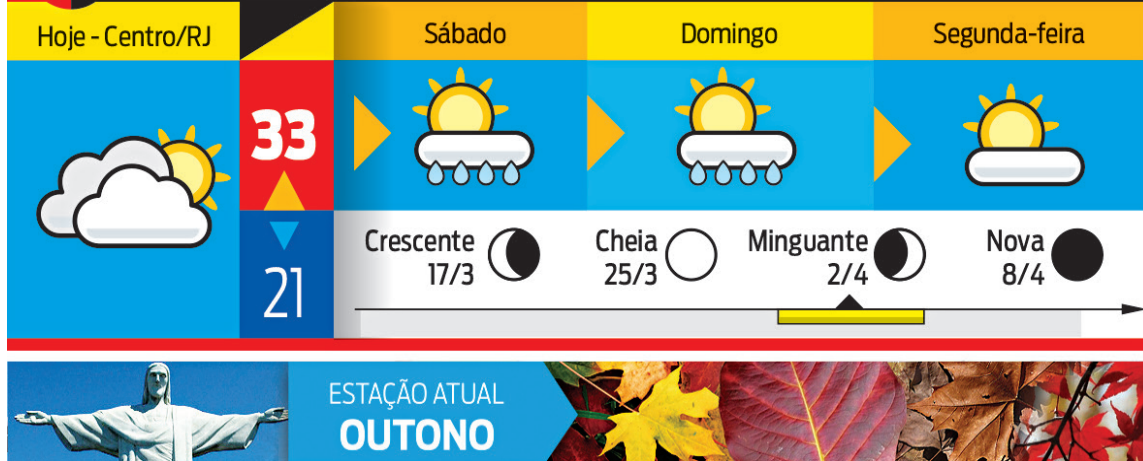 Hoje - Centro/RJ
Sábado
Domingo
Segunda-feira
33
21
Crescente
17/3
Cheia
25/3
Minguante
2/4
Nova
8/4
ESTAÇÃO ATUAL
OUTONO